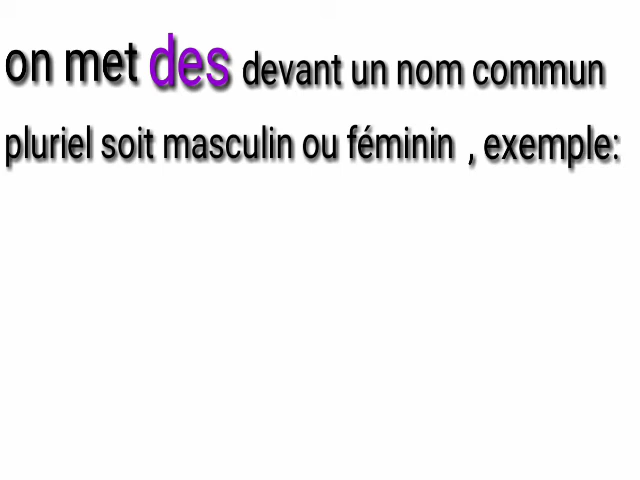 on met des devant un nom commun
pluriel soit masculin ou féminin , exemple: